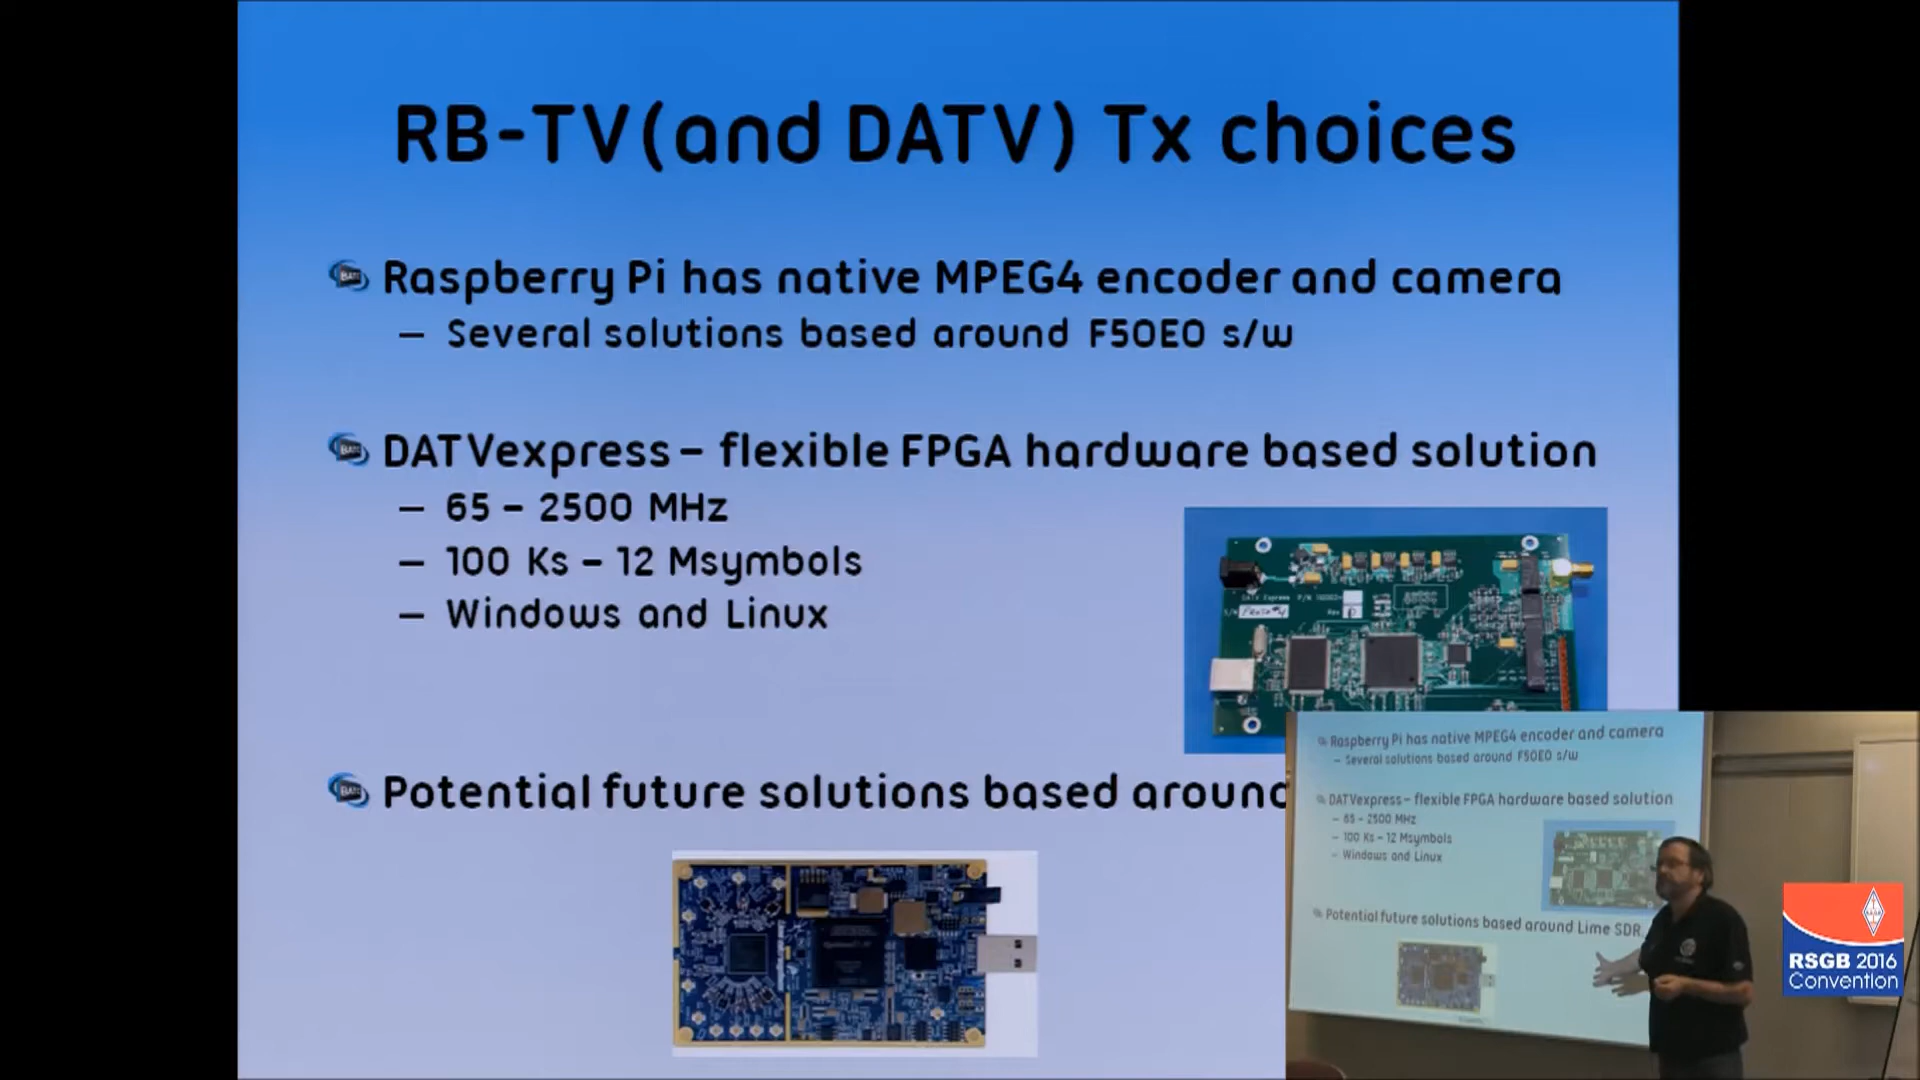 RB-TV(and DATV) Tx choices
Raspberry Pi has native MPEG4 encoder and camera
– Several solutions based around F5OEO s/w
DATVexpress – flexible FPGA hardware based solution
– 65 – 2500 MHz
– 100 Ks – 12 Msymbols
– Windows and Linux
DATV Express P/N
S/N
Rev D
Potential future solutions based around
Raspberry Pi has native MPEG4 encoder and camera
– Several solutions based around F5OEO s/w
DATVexpress – flexible FPGA hardware based solution
– 65 – 2500 MHz
– 100 Ks – 12 Msymbols
– Windows and Linux
Potential future solutions based around Lime SDR
RSGB 2016
Convention